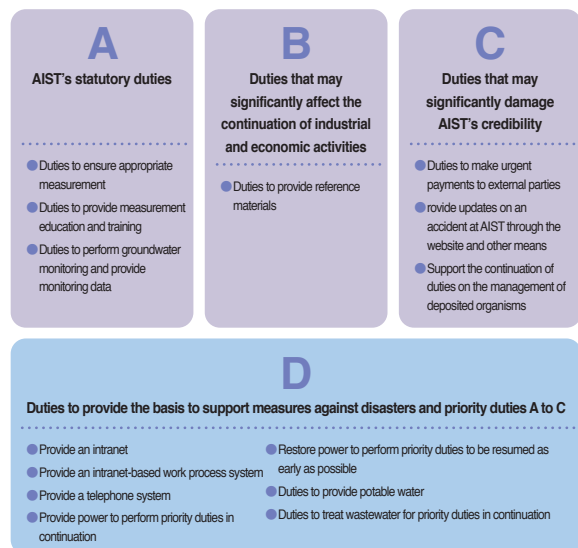 A
AIST's statutory duties
● Duties to ensure appropriate
measurement
● Duties to provide measurement
education and training
● Duties to perform groundwater
monitoring and provide
monitoring data
B
Duties that may
significantly affect the
continuation of industrial
and economic activities
● Duties to provide reference
materials
C
Duties that may
significantly damage
AIST's credibility
● Duties to make urgent
payments to external parties
● rovide updates on an
accident at AIST through the
website and other means
● Support the continuation of
duties on the management of
deposited organisms
D
Duties to provide the basis to support measures against disasters and priority duties A to C
● Provide an intranet
● Provide an intranet-based work process system
● Provide a telephone system
● Provide power to perform priority duties in
continuation
● Restore power to perform priority duties to be resumed as
early as possible
● Duties to provide potable water
● Duties to treat wastewater for priority duties in continuation